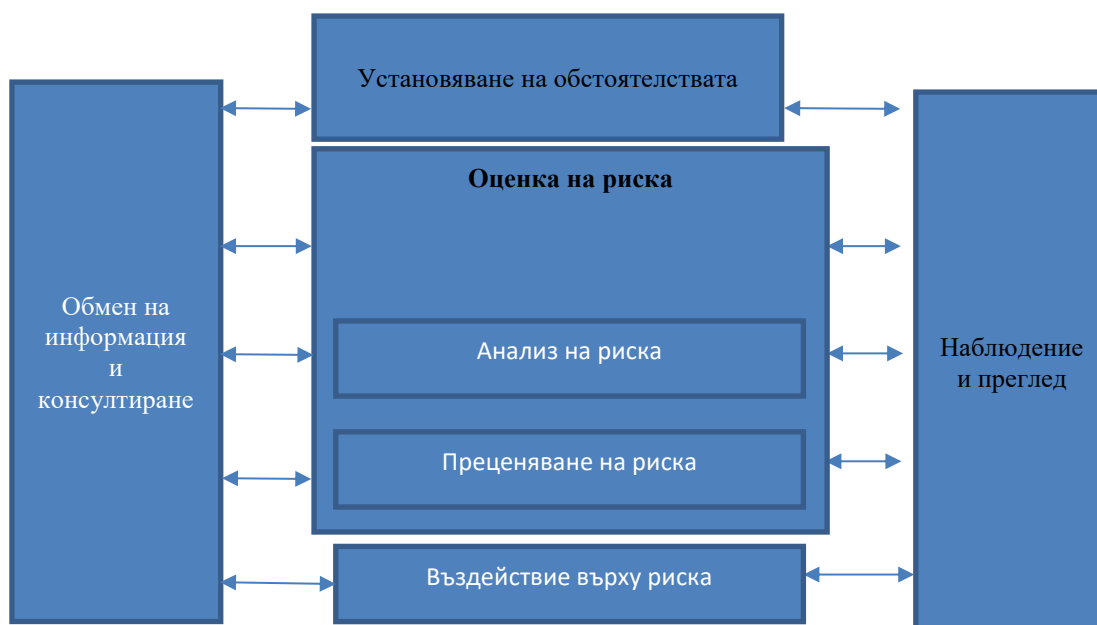 Установяване на обстоятелствата
Оценка на риска
Обмен на
информация
и
консултиране
Анализ на риска
Преценяване на риска
Въздействие върху риска
Наблюдение
и преглед